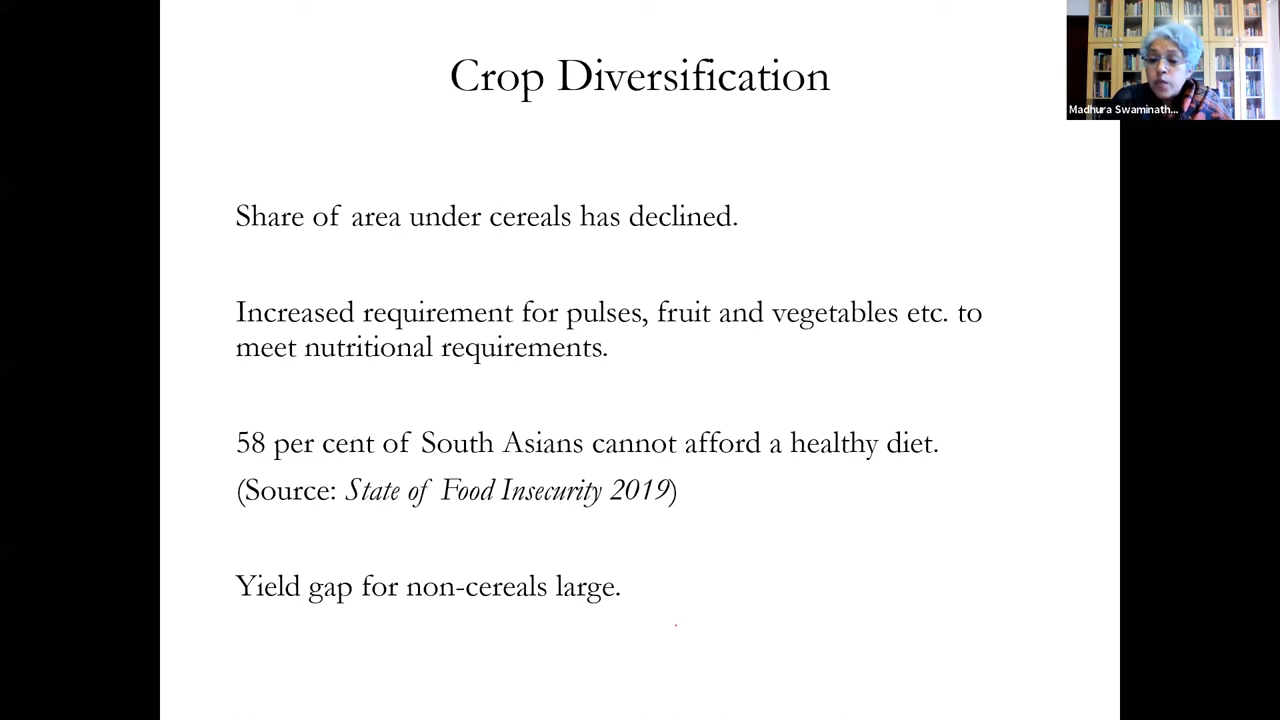 Crop Diversification
Madhura Swaminath...
Share of area under cereals has declined.
Increased requirement for pulses, fruit and vegetables etc. to
meet nutritional requirements.
58 per cent of South Asians cannot afford a healthy diet.
(Source: State of Food Insecurity 2019)
Yield gap for non-cereals large.